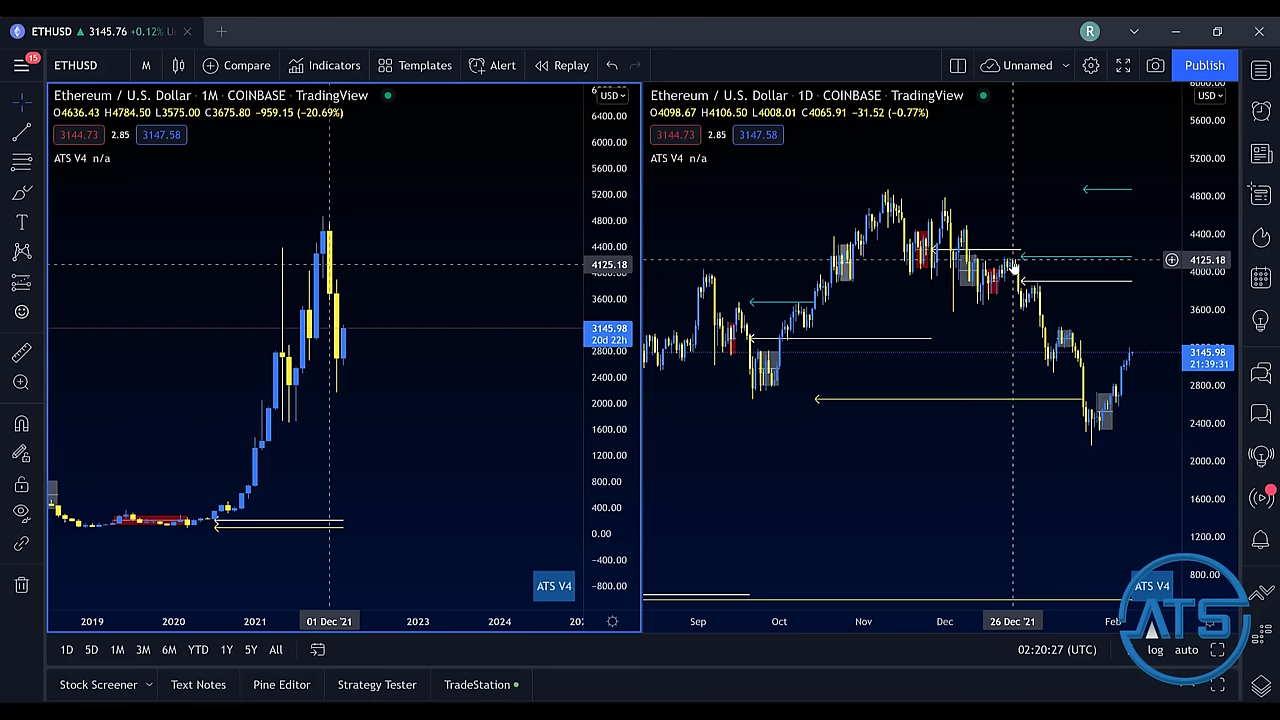 ETHUSD ▲ 3145.76 +0.12% U
R
15
ETHUSD M Compare Indicators Templates Alert Replay Unnamed Publish
Ethereum / U.S. Dollar · 1M · COINBASE · TradingView
O4636.43 H4784.50 L3575.00 C3675.80 −959.15 (−20.69%)
3144.73 2.85 3147.58
ATS V4 n/a
USD
6400.00
6000.00
5600.00
5200.00
4800.00
4400.00
4125.18
4000.00
3600.00
3145.98
20d 22h
2800.00
2400.00
2000.00
1600.00
1200.00
800.00
400.00
0.00
−400.00
−800.00
ATS V4
2019 2020 2021 01 Dec '21 2023 2024 202
Ethereum / U.S. Dollar · 1D · COINBASE · TradingView
O4098.67 H4106.50 L4008.01 C4065.91 −31.52 (−0.77%)
3144.73 2.85 3147.58
ATS V4 n/a
6000.00
USD
5600.00
5200.00
4800.00
4400.00
4125.18
4000.00
3600.00
3145.98
21:39:31
2800.00
2400.00
2000.00
1600.00
1200.00
800.00
ATS V4
Sep Oct Nov Dec 26 Dec '21 Feb
ATS
1D 5D 1M 3M 6M YTD 1Y 5Y All
02:20:27 (UTC) log auto
Stock Screener Text Notes Pine Editor Strategy Tester TradeStation